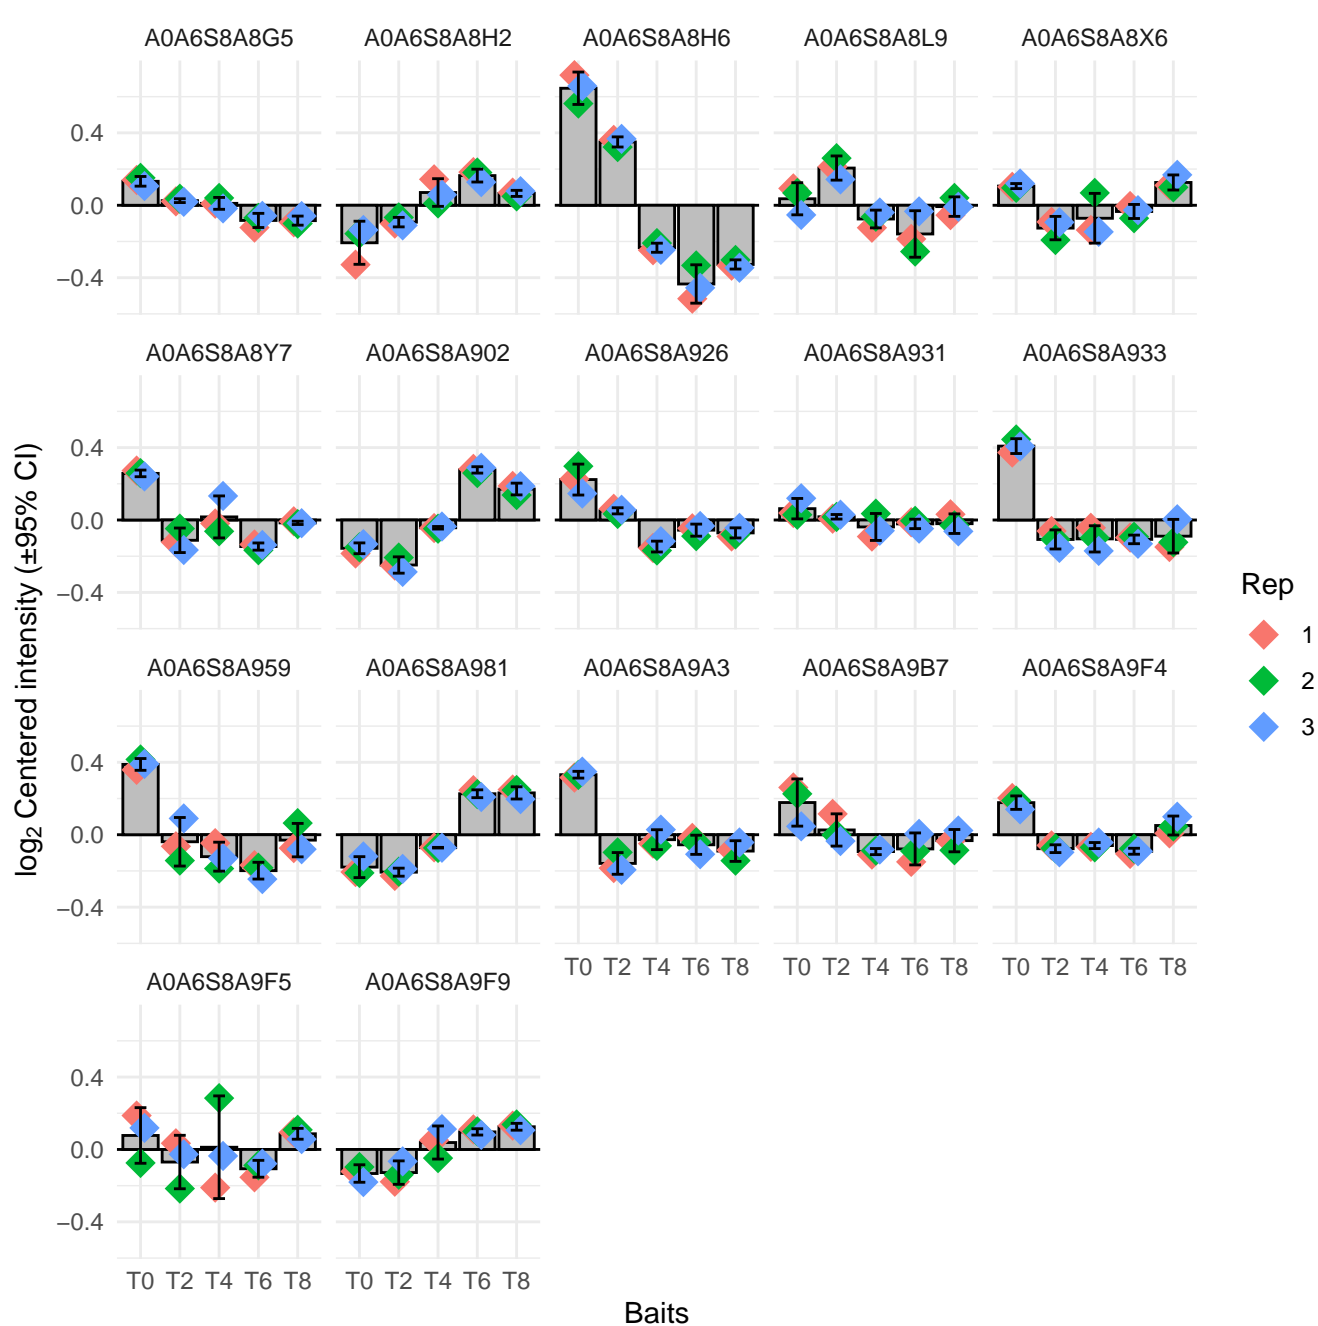 A0A6S8A8G5 A0A6S8A8H2 A0A6S8A8H6 A0A6S8A8L9 A0A6S8A8X6
0.4
0.0
−0.4
A0A6S8A8Y7 A0A6S8A902 A0A6S8A926 A0A6S8A931 A0A6S8A933
0.4
0.0
−0.4
A0A6S8A959 A0A6S8A981 A0A6S8A9A3 A0A6S8A9B7 A0A6S8A9F4
0.4
0.0
−0.4
T0 T2 T4 T6 T8 T0 T2 T4 T6 T8 T0 T2 T4 T6 T8
A0A6S8A9F5 A0A6S8A9F9
0.4
0.0
−0.4
T0 T2 T4 T6 T8 T0 T2 T4 T6 T8
Baits
log2 Centered intensity (±95% CI)
Rep
1
2
3